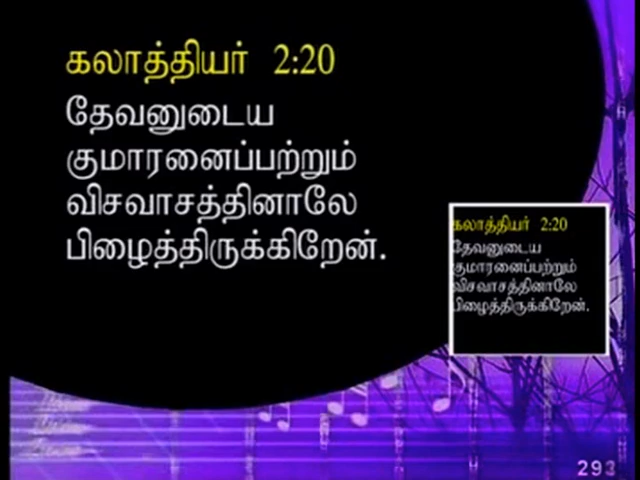 கலாத்தியர் 2:20
தேவனுடைய
குமாரனைப்பற்றும்
விசவாசத்தினாலே
பிழைத்திருக்கிறேன்.
கலாத்தியர் 2:20
தேவனுடைய
குமாரனைப்பற்றும்
விசவாசத்தினாலே
பிழைத்திருக்கிறேன்.
293